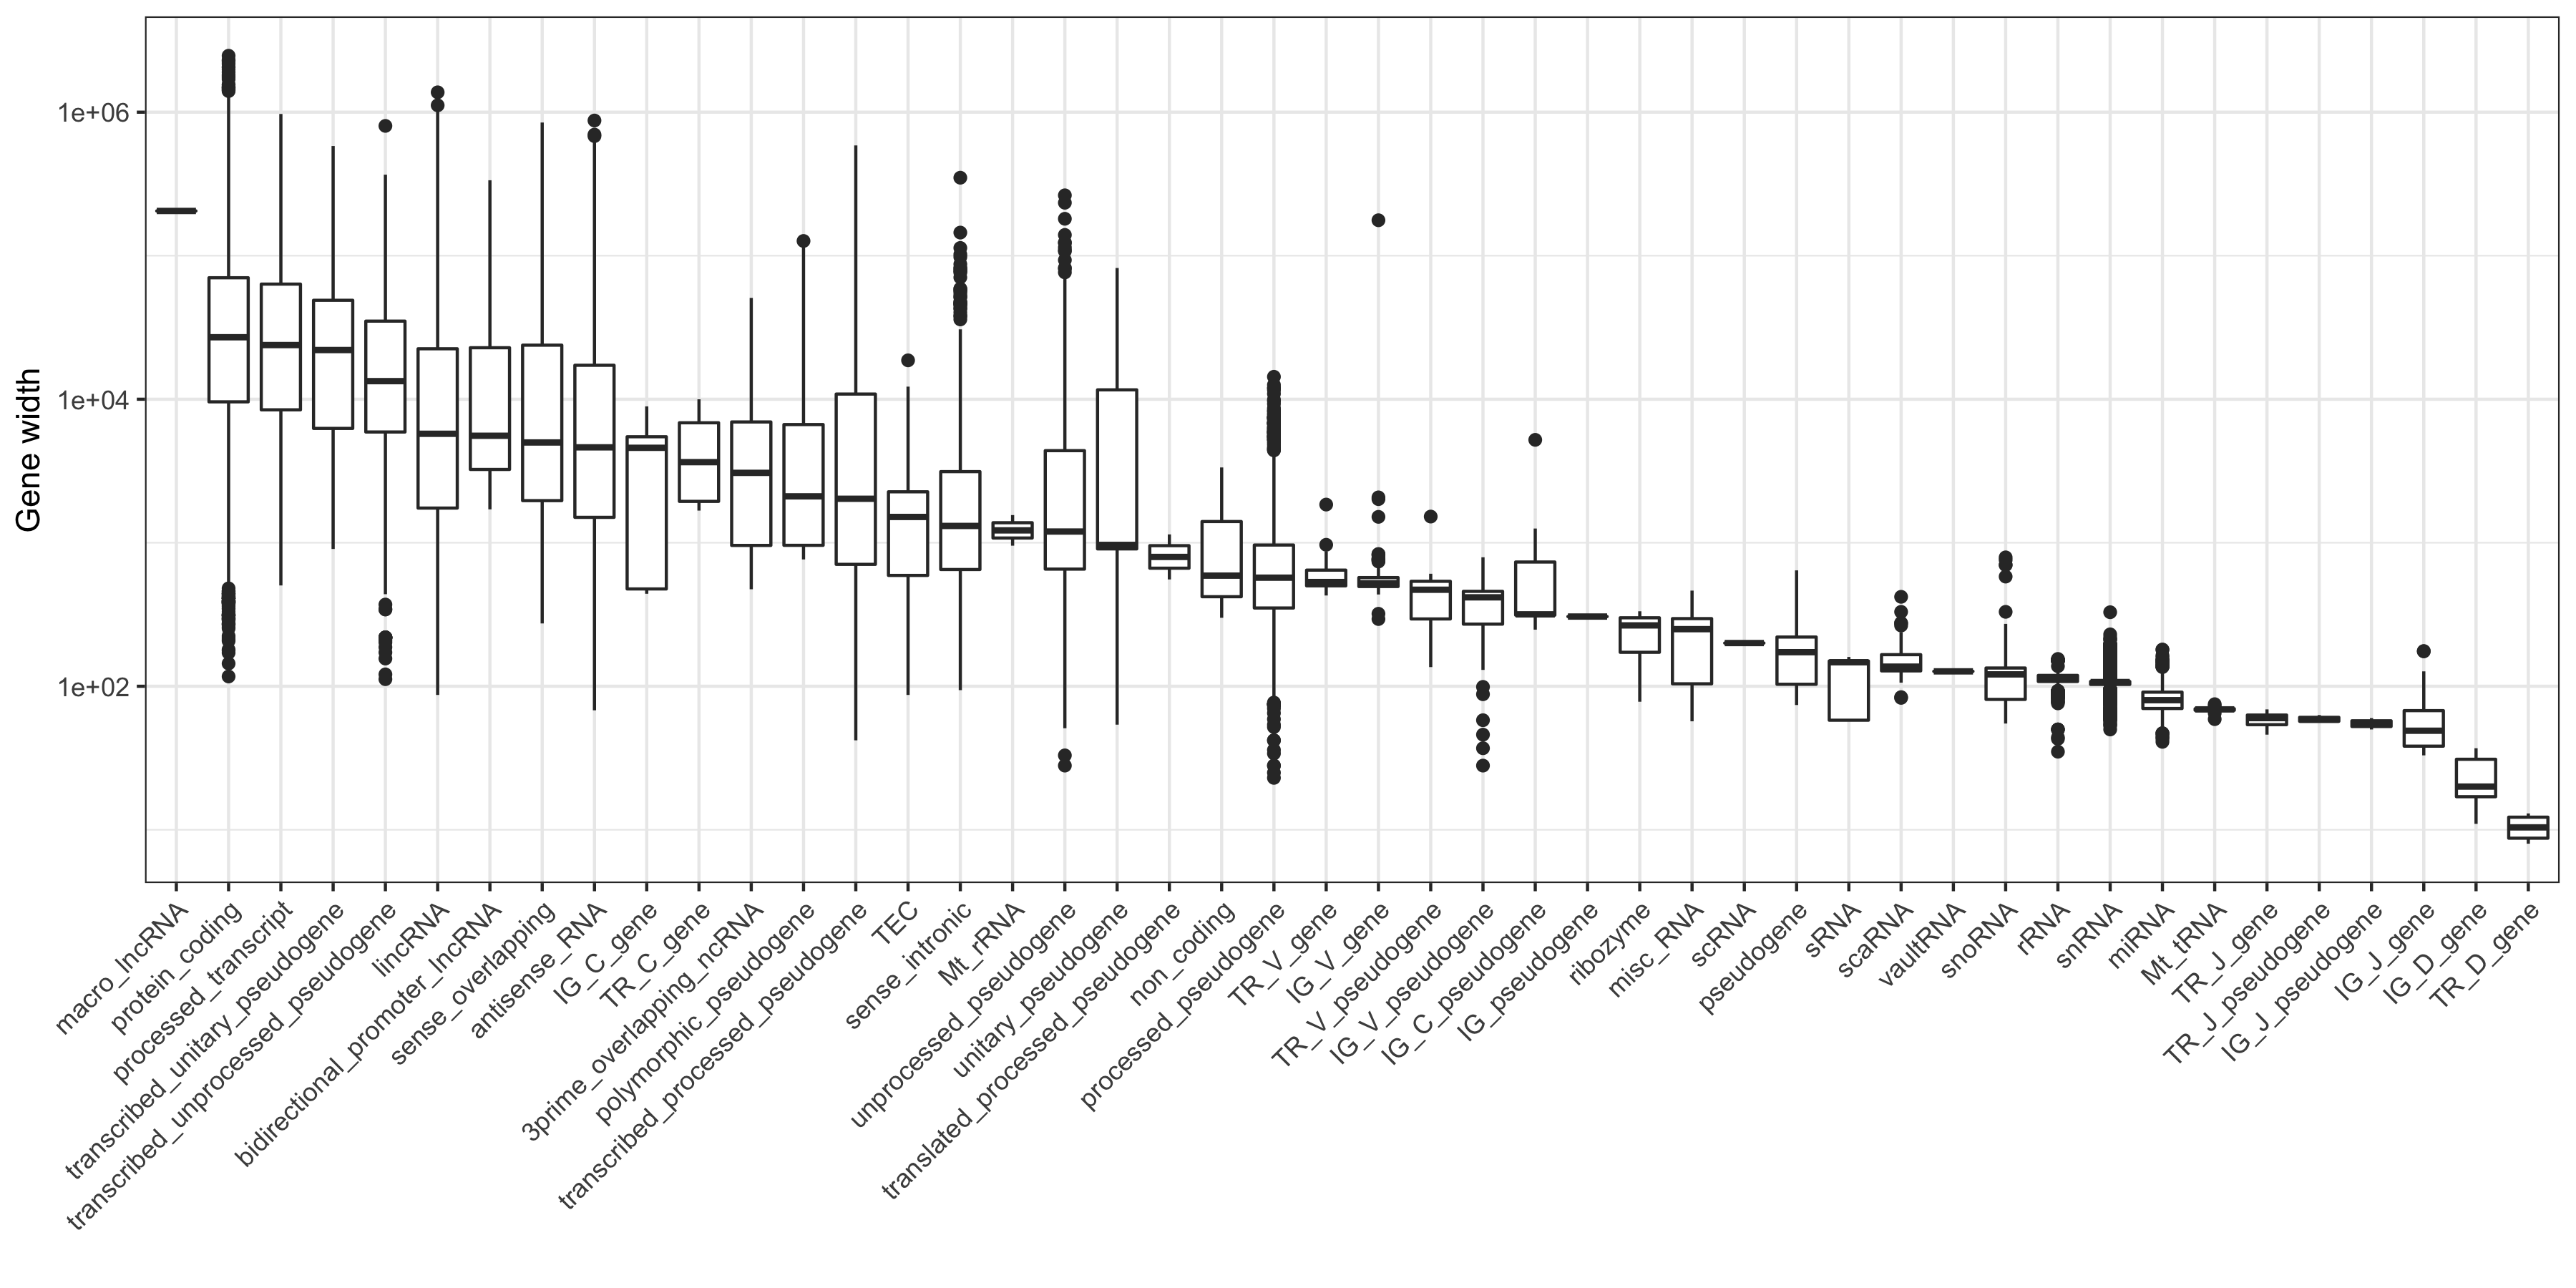 Gene width
1e+06
1e+04
1e+02
macro_lncRNA
protein_coding
processed_transcript
transcribed_unitary_pseudogene
transcribed_unprocessed_pseudogene
lincRNA
bidirectional_promoter_lncRNA
sense_overlapping
antisense_RNA
IG_C_gene
TR_C_gene
3prime_overlapping_ncRNA
polymorphic_pseudogene
transcribed_processed_pseudogene
TEC
sense_intronic
Mt_rRNA
unprocessed_pseudogene
unitary_pseudogene
translated_processed_pseudogene
non_coding
processed_pseudogene
TR_V_gene
IG_V_gene
TR_V_pseudogene
IG_V_pseudogene
IG_C_pseudogene
IG_pseudogene
ribozyme
misc_RNA
scRNA
pseudogene
sRNA
scaRNA
vaultRNA
snoRNA
rRNA
snRNA
miRNA
Mt_tRNA
TR_J_gene
TR_J_pseudogene
IG_J_pseudogene
IG_J_gene
IG_D_gene
TR_D_gene